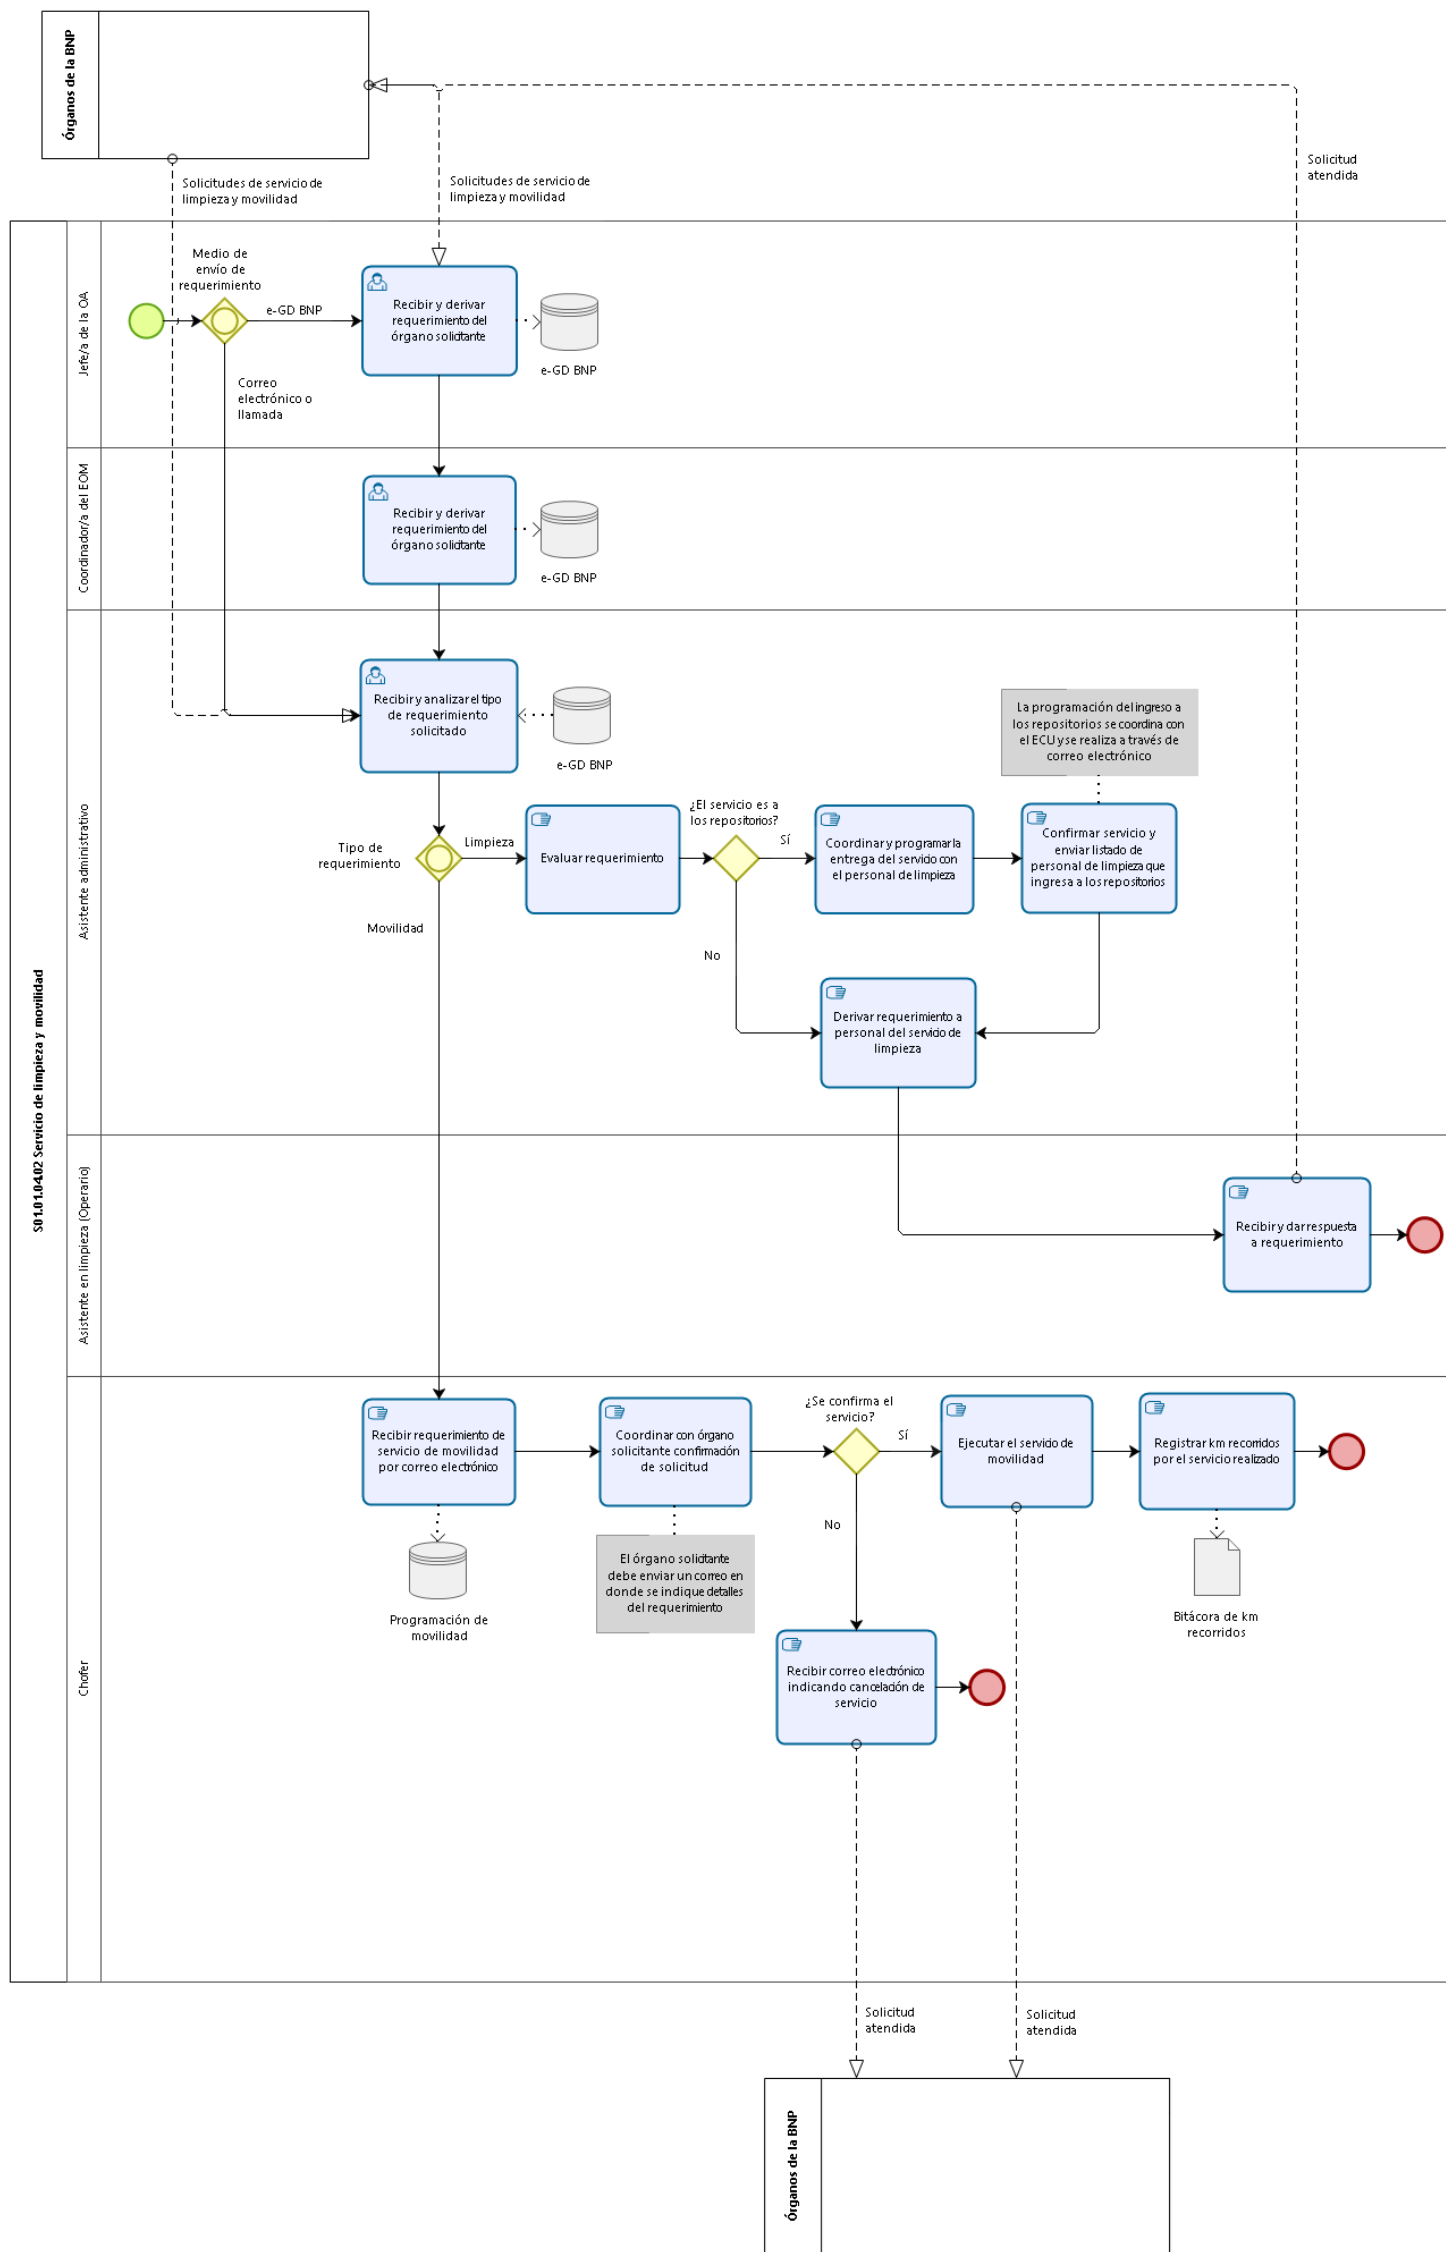 Órganos de la BNP
Solicitudes de servicio de
limpieza y movilidad
Solicitudes de servicio de
limpieza y movilidad
Solicitud
atendida
S01.01.04.02 Servicio de limpieza y movilidad
Jefe/a de la OA
Medio de
envío de
requerimiento
e-GD BNP
Correo
electrónico o
llamada
Recibir y derivar
requerimiento del
órgano solicitante
e-GD BNP
Coordinador/a del EOM
Recibir y derivar
requerimiento del
órgano solicitante
e-GD BNP
Asistente administrativo
Recibir y analizar el tipo
de requerimiento
solicitado
e-GD BNP
La programación del ingreso a
los repositorios se coordina con
el ECU y se realiza a través de
correo electrónico
Tipo de
requerimiento
Limpieza
Movilidad
Evaluar requerimiento
¿El servicio es a
los repositorios?
Sí
No
Coordinar y programar la
entrega del servicio con
el personal de limpieza
Confirmar servicio y
enviar listado de
personal de limpieza que
ingresa a los repositorios
Derivar requerimiento a
personal del servicio de
limpieza
Asistente en limpieza (Operario)
Recibir y dar respuesta
a requerimiento
Chofer
Recibir requerimiento de
servicio de movilidad
por correo electrónico
Programación de
movilidad
Coordinar con órgano
solicitante confirmación
de solicitud
El órgano solicitante
debe enviar un correo en
donde se indique detalles
del requerimiento
¿Se confirma el
servicio?
Sí
No
Ejecutar el servicio de
movilidad
Registrar km recorridos
por el servicio realizado
Bitácora de km
recorridos
Recibir correo electrónico
indicando cancelación de
servicio
Solicitud
atendida
Solicitud
atendida
Órganos de la BNP